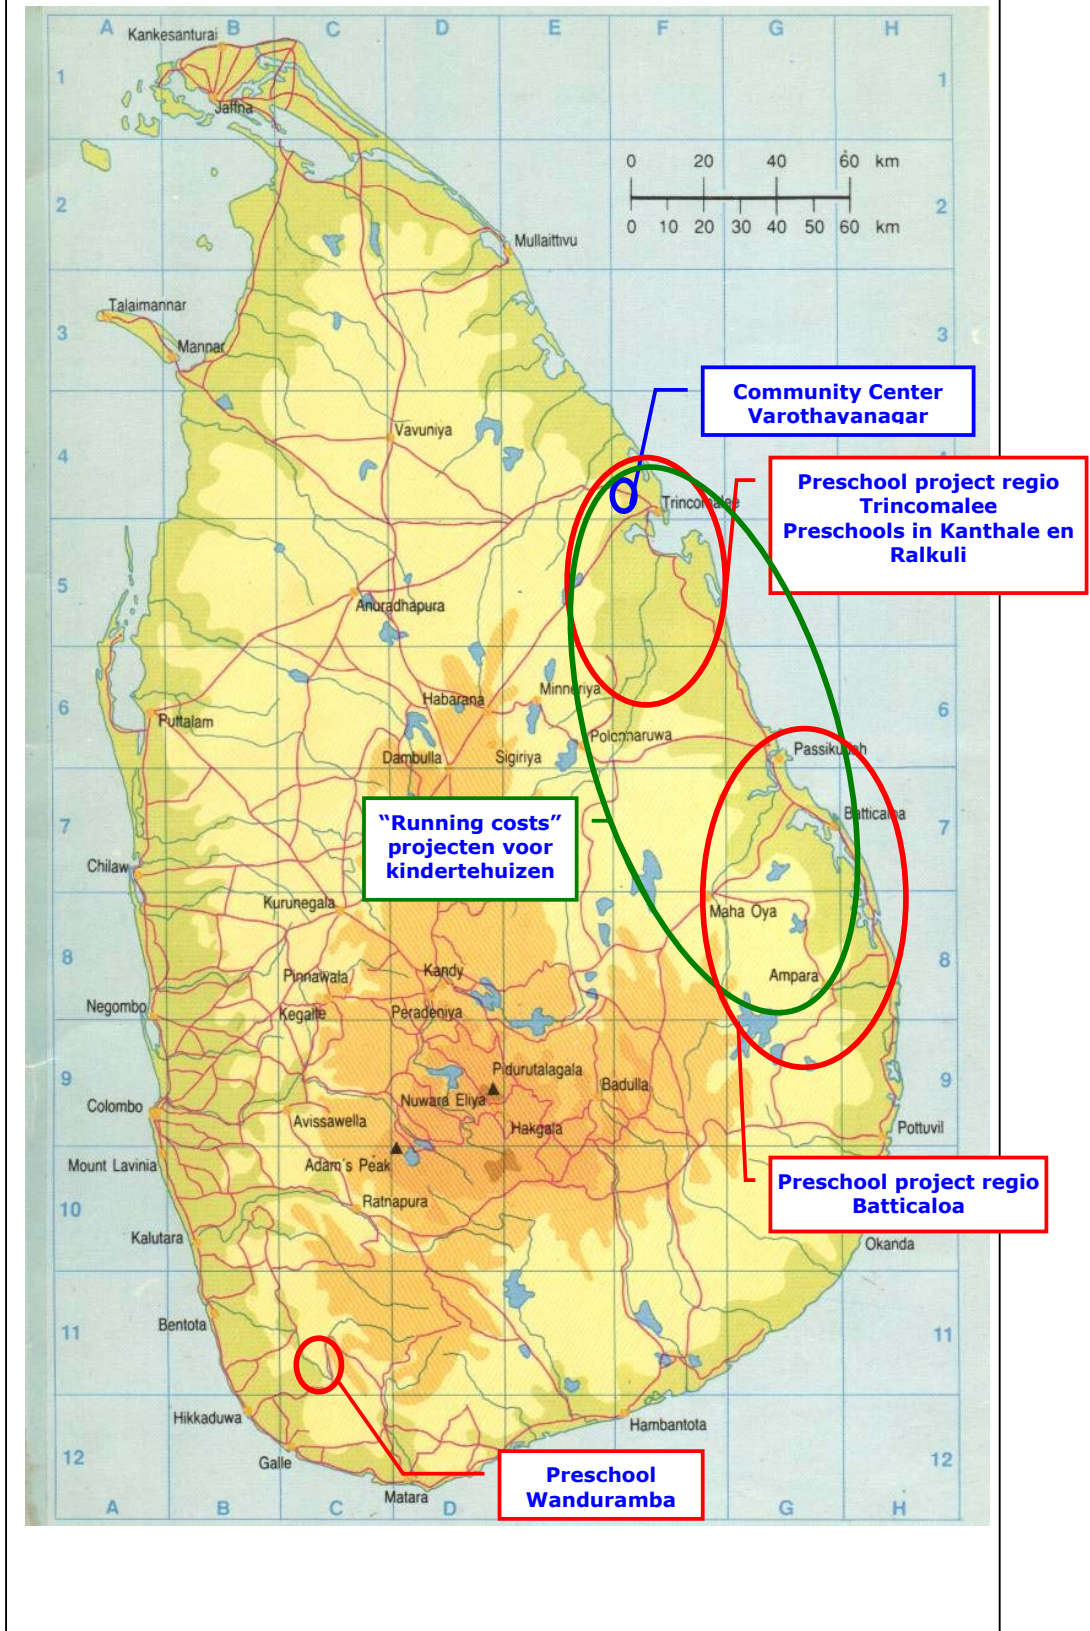 A B C D E F G H
Kankesanturai
1 1
Jaffna
0 20 40 60 km
0 10 20 30 40 50 60 km
2 2
Mullaittivu
Talaimannar
3 3
Mannar
Community Center
Varothayanagar
Vavuniya
4
Preschool project regio
Trincomalee
Preschools in Kanthale en
Ralkuli
Trincomalee
5
Anuradhapura
Habarana
Minneriya
6 6
Puttalam
Polonnaruwa
Passikudah
Dambulla
Sigiriya
"Running costs"
projecten voor
kindertehuizen
Batticaloa
7 7
Chilaw
Kurunegala
Maha Oya
8 8
Pinnawala
Kandy
Ampara
Negombo
Kegalle
Peradeniya
9 9
Pidurutalagala
Badulla
Colombo
Nuwara Eliya
Avissawella
Hakgala
Pottuvil
Mount Lavinia
Adam's Peak
Preschool project regio
Batticaloa
10
Ratnapura
Kalutara
Okanda
Bentota
11 11
Hikkaduwa
Hambantota
Galle
12 12
Preschool
Wanduramba
Matara
A B C D G H